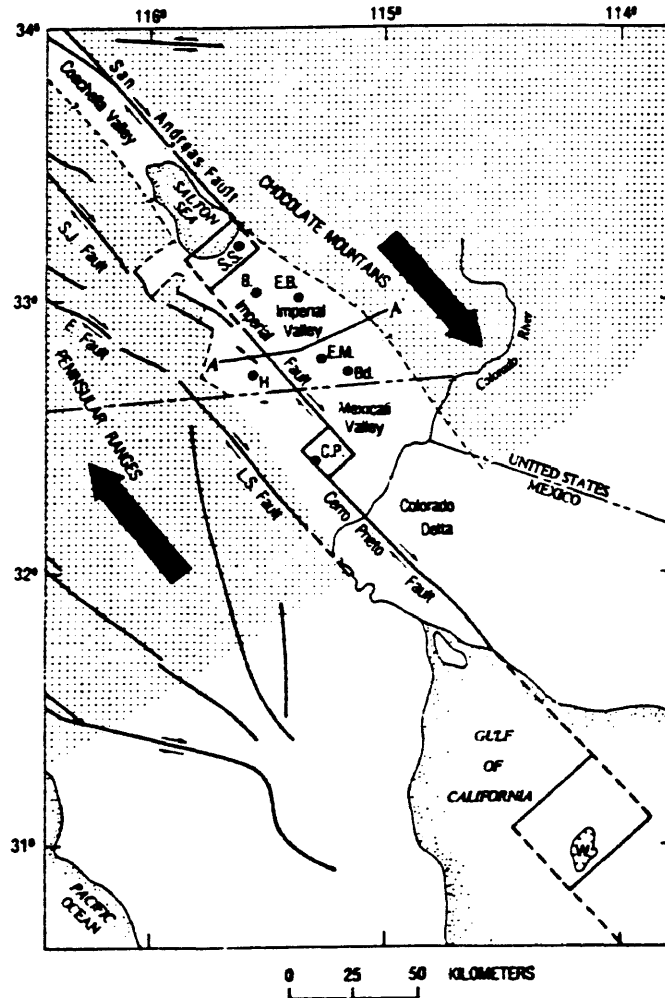 116°
115°
114°
34°
San Andreas Fault
Coachella Valley
SALTON
SEA
CHOCOLATE MOUNTAINS
S.J. Fault
S.S.
33°
B.
E.B.
Imperial
Valley
Imperial Fault
A
A
E.M.
Bd.
H
River
Colorado
E. Fault
PENINSULAR RANGES
Mexicali
Valley
C.P.
UNITED STATES
MEXICO
L.S. Fault
Cerro Prieto Fault
Colorado
Delta
32°
GULF
OF
CALIFORNIA
31°
W.
PACIFIC
OCEAN
0 25 50 KILOMETERS